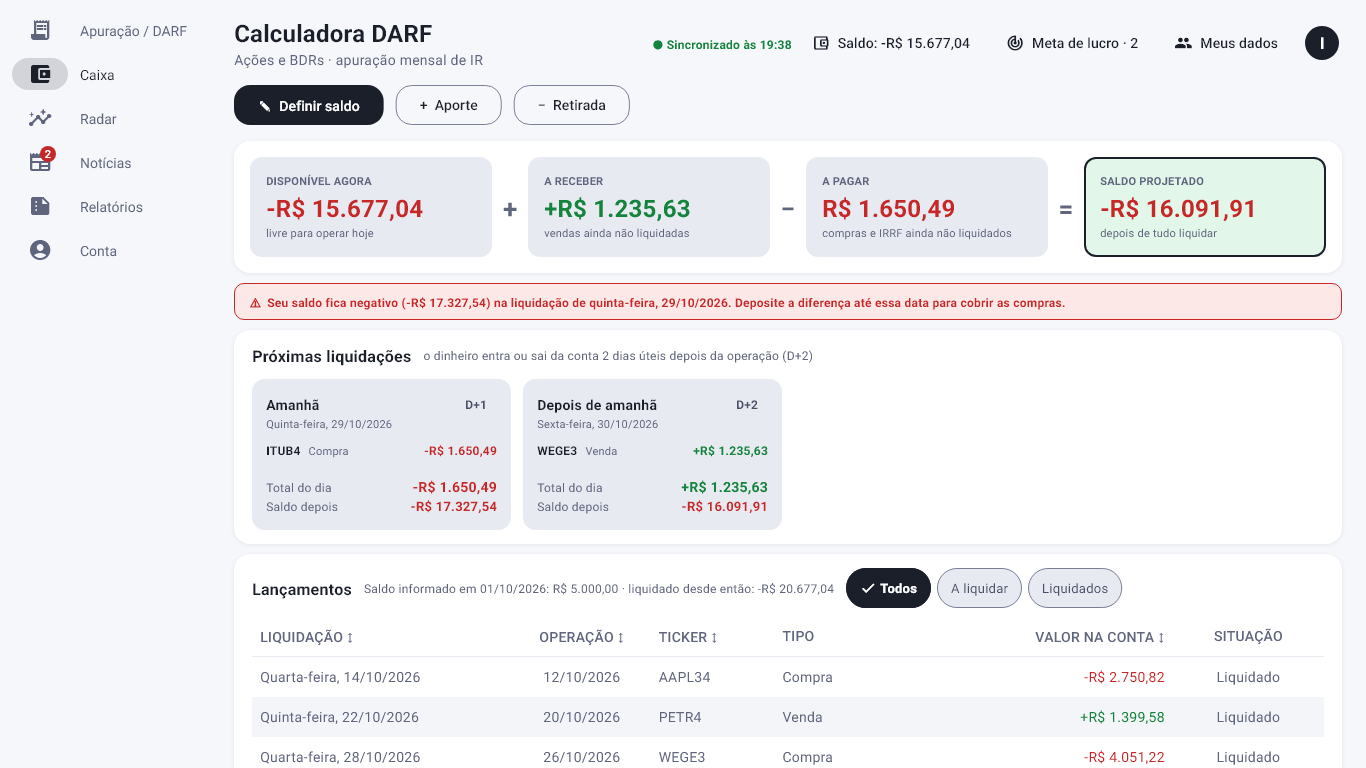 Apuração / DARF
Caixa
Radar
2
Notícias
Relatórios
Conta
Calculadora DARF
Ações e BDRs · apuração mensal de IR
Sincronizado às 19:38
Saldo: -R$ 15.677,04
Meta de lucro · 2
Meus dados
I
Definir saldo
+ Aporte
− Retirada
DISPONÍVEL AGORA
-R$ 15.677,04
livre para operar hoje
+
A RECEBER
+R$ 1.235,63
vendas ainda não liquidadas
−
A PAGAR
R$ 1.650,49
compras e IRRF ainda não liquidados
=
SALDO PROJETADO
-R$ 16.091,91
depois de tudo liquidar
⚠ Seu saldo fica negativo (-R$ 17.327,54) na liquidação de quinta-feira, 29/10/2026. Deposite a diferença até essa data para cobrir as compras.
Próximas liquidações o dinheiro entra ou sai da conta 2 dias úteis depois da operação (D+2)
Amanhã D+1
Quinta-feira, 29/10/2026
ITUB4 Compra -R$ 1.650,49
Total do dia -R$ 1.650,49
Saldo depois -R$ 17.327,54
Depois de amanhã D+2
Sexta-feira, 30/10/2026
WEGE3 Venda +R$ 1.235,63
Total do dia +R$ 1.235,63
Saldo depois -R$ 16.091,91
Lançamentos Saldo informado em 01/10/2026: R$ 5.000,00 · liquidado desde então: -R$ 20.677,04 Todos A liquidar Liquidados
LIQUIDAÇÃO ↕ OPERAÇÃO ↕ TICKER ↕ TIPO VALOR NA CONTA ↕ SITUAÇÃO
Quarta-feira, 14/10/2026 12/10/2026 AAPL34 Compra -R$ 2.750,82 Liquidado
Quinta-feira, 22/10/2026 20/10/2026 PETR4 Venda +R$ 1.399,58 Liquidado
Quarta-feira, 28/10/2026 26/10/2026 WEGE3 Compra -R$ 4.051,22 Liquidado